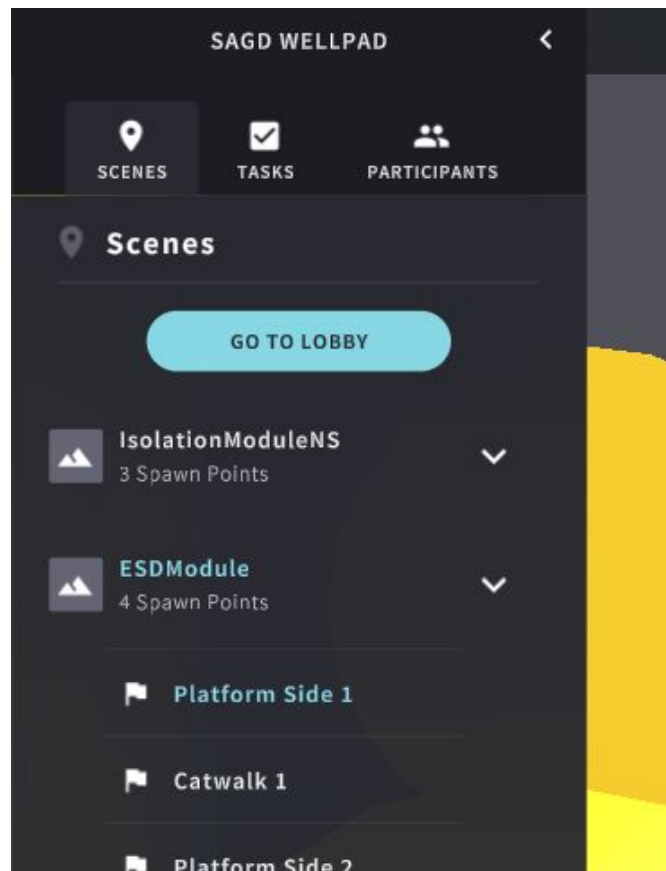 SAGD WELLPAD
SCENES TASKS PARTICIPANTS
Scenes
GO TO LOBBY
IsolationModuleNS
3 Spawn Points
ESDModule
4 Spawn Points
Platform Side 1
Catwalk 1
Platform Side 2